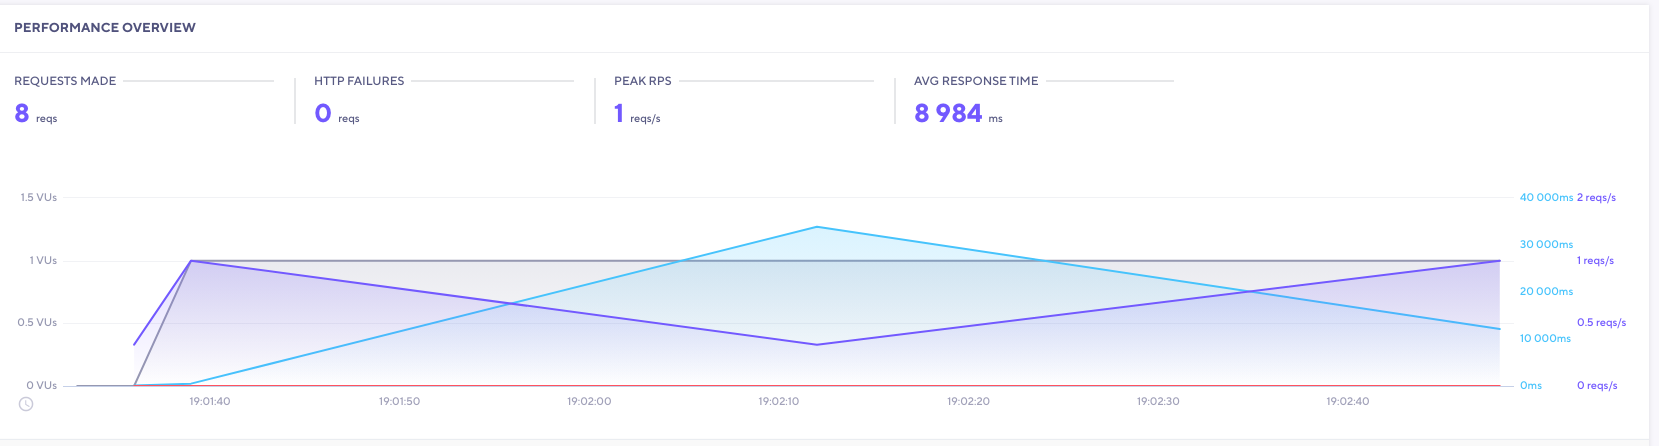 PERFORMANCE OVERVIEW
REQUESTS MADE
8 reqs
HTTP FAILURES
0 reqs
PEAK RPS
1 reqs/s
AVG RESPONSE TIME
8 984 ms
1.5 VUs
1 VUs
0.5 VUs
0 VUs
40 000ms 2 reqs/s
30 000ms
1 reqs/s
20 000ms
0.5 reqs/s
10 000ms
0ms 0 reqs/s
19:01:40 19:01:50 19:02:00 19:02:10 19:02:20 19:02:30 19:02:40